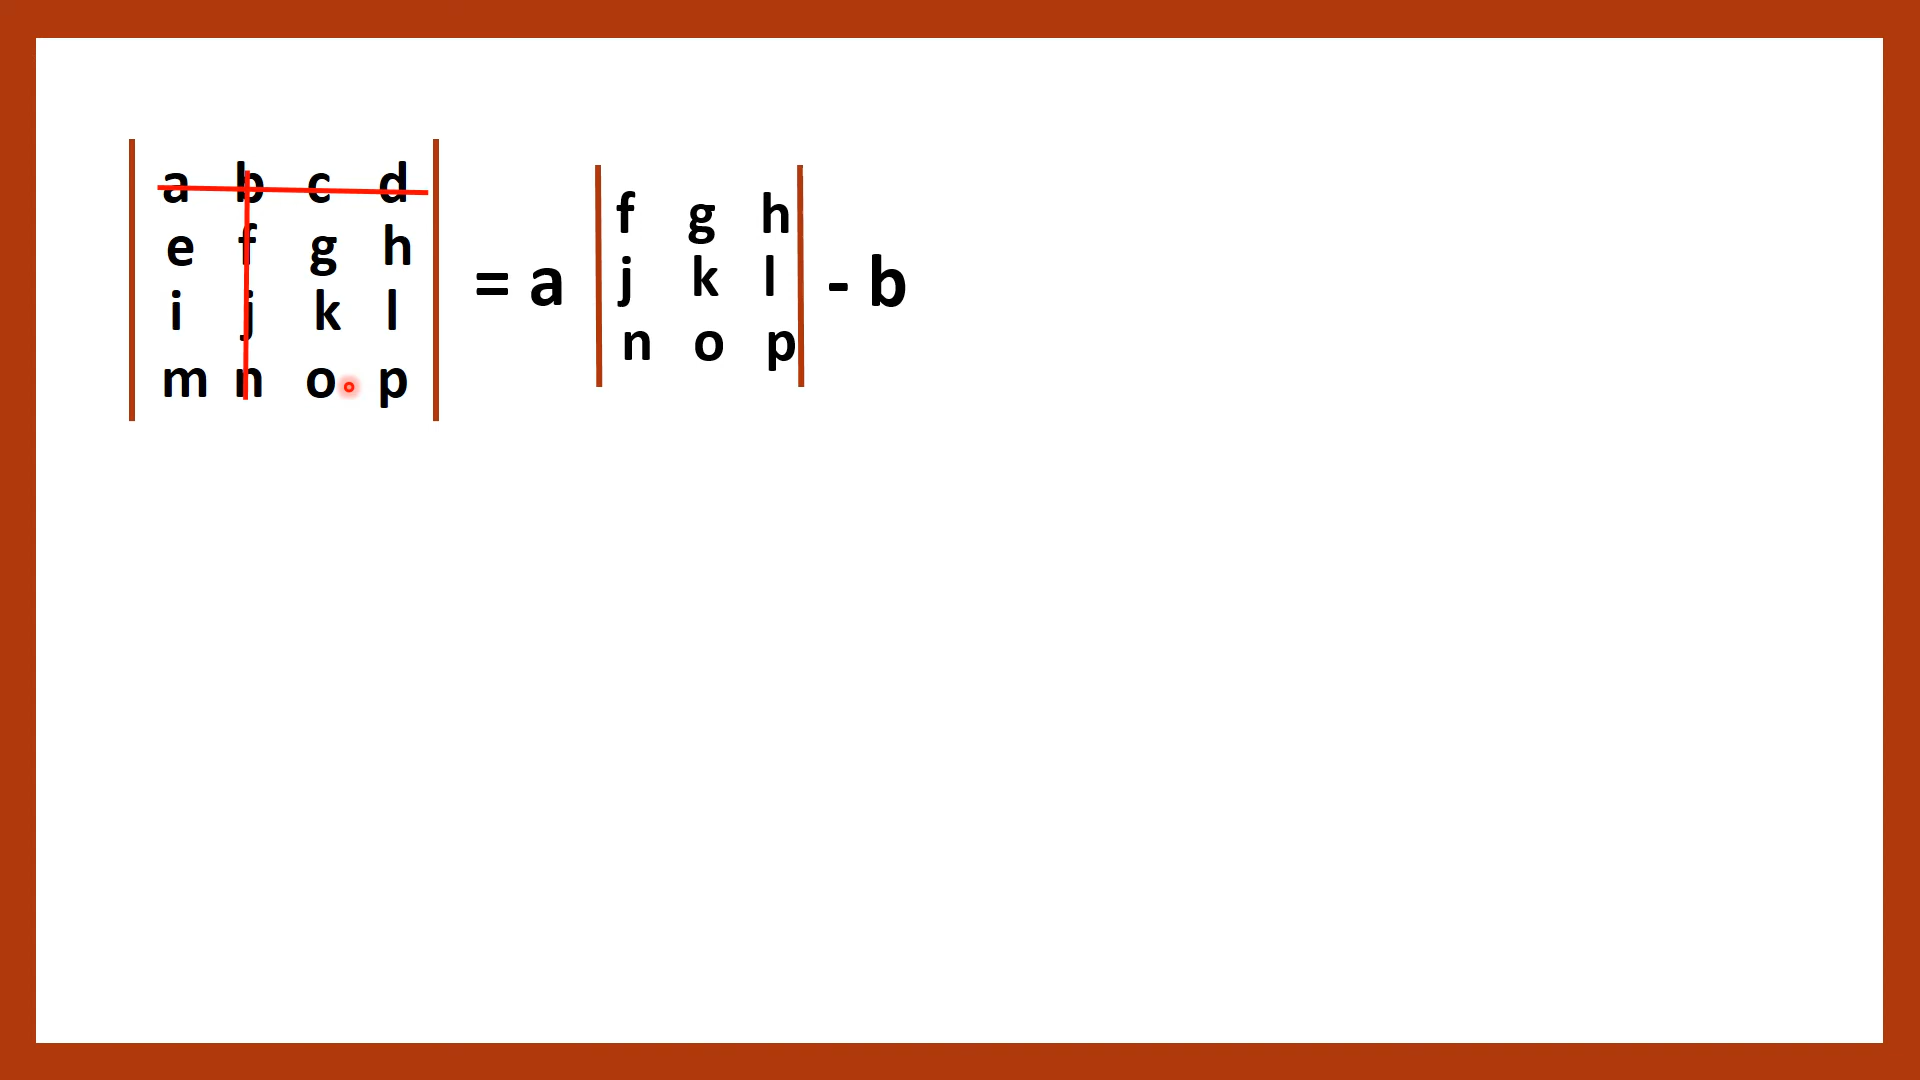 a b c d
e f g h
i j k l
m n o p
= a
f g h
j k l
n o p
- b